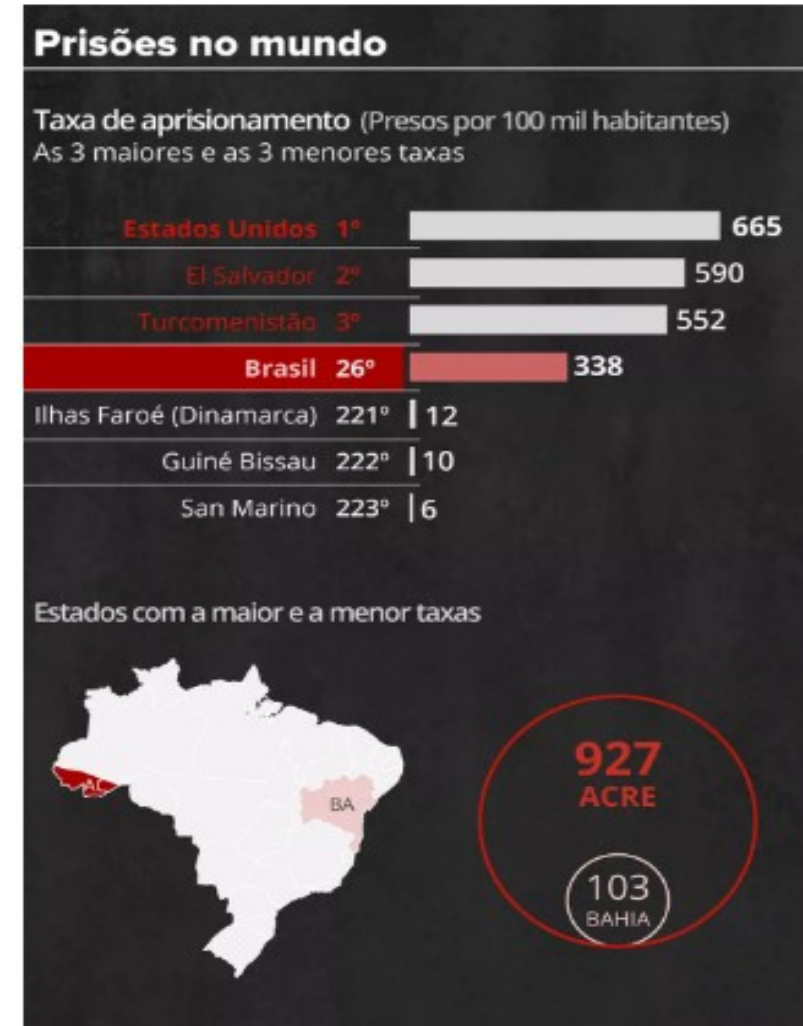 Prisões no mundo
Taxa de aprisionamento (Presos por 100 mil habitantes)
As 3 maiores e as 3 menores taxas
Estados Unidos 1º 665
El Salvador 2º 590
Turcomenistão 3º 552
Brasil 26º 338
Ilhas Faroé (Dinamarca) 221º 12
Guiné Bissau 222º 10
San Marino 223º 6
Estados com a maior e a menor taxas
AC
BA
927
ACRE
103
BAHIA